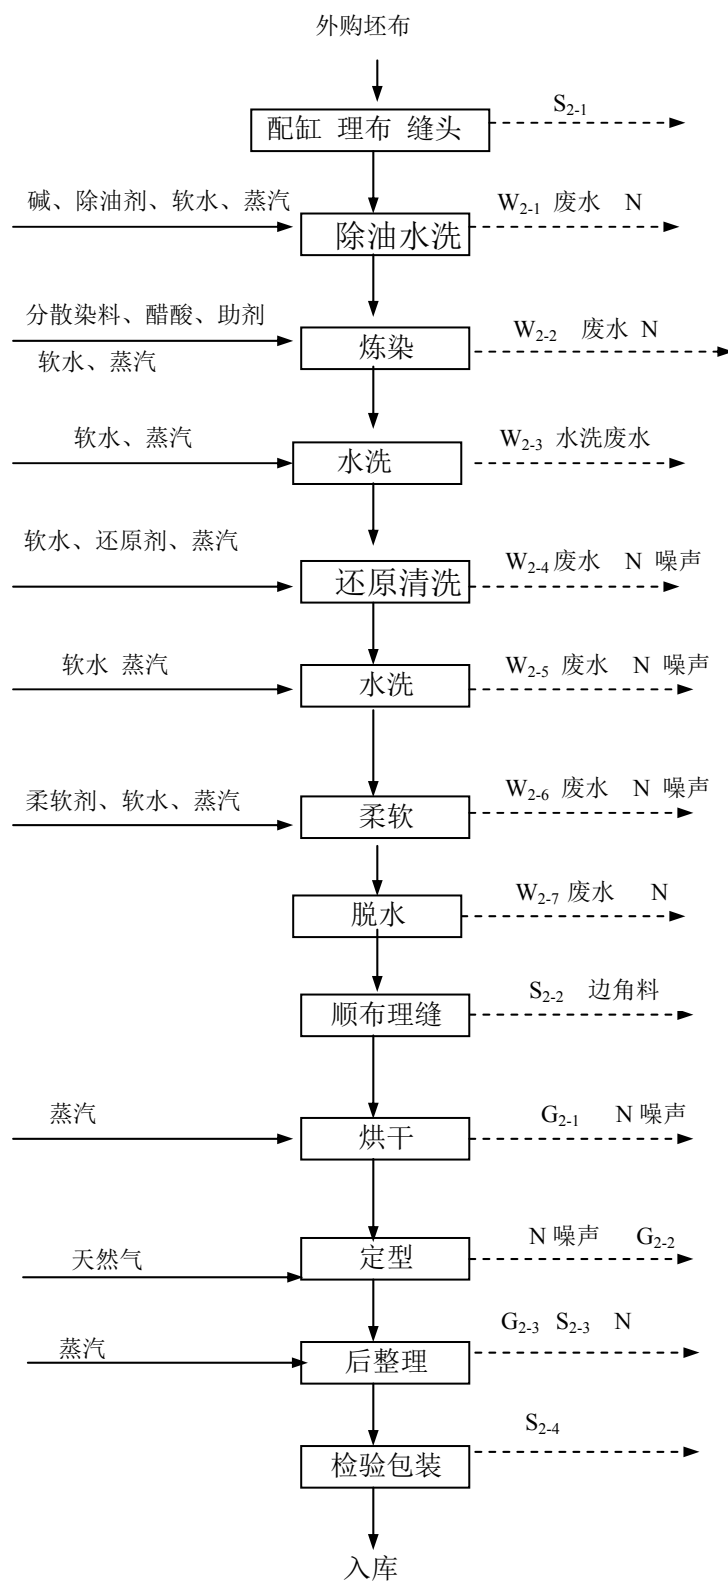 外购坯布
S2-1
配缸 理布 缝头
碱、除油剂、软水、蒸汽
W2-1 废水 N
除油水洗
分散染料、醋酸、助剂
软水、蒸汽
W2-2 废水 N
炼染
软水、蒸汽
W2-3 水洗废水
水洗
软水、还原剂、蒸汽
W2-4废水 N 噪声
还原清洗
软水 蒸汽
W2-5 废水 N 噪声
水洗
柔软剂、软水、蒸汽
W2-6 废水 N 噪声
柔软
W2-7废水 N
脱水
S2-2 边角料
顺布理缝
蒸汽
G2-1 N噪声
烘干
天然气
N 噪声 G2-2
定型
蒸汽
G2-3 S2-3 N
后整理
S2-4
检验包装
入库